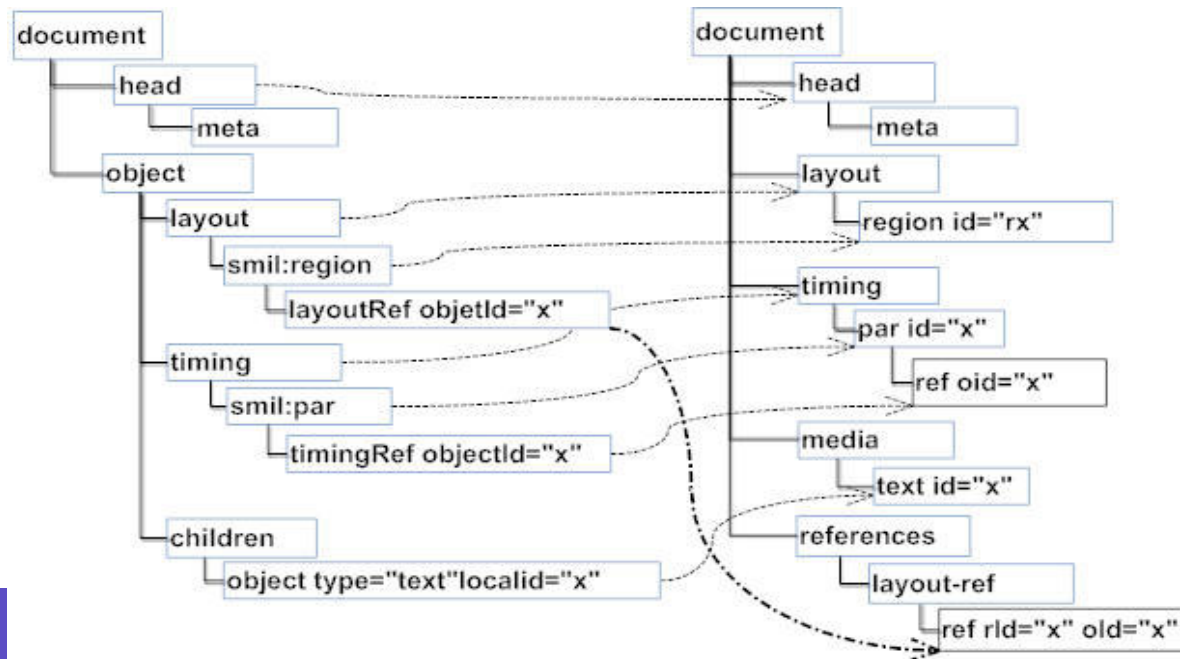 document
head
meta
object
layout
smil:region
layoutRef objetId="x"
timing
smil:par
timingRef objectId="x"
children
object type="text"localid="x"
document
head
meta
layout
region id="rx"
timing
par id="x"
ref oid="x"
media
text id="x"
references
layout-ref
ref rId="x" oId="x"